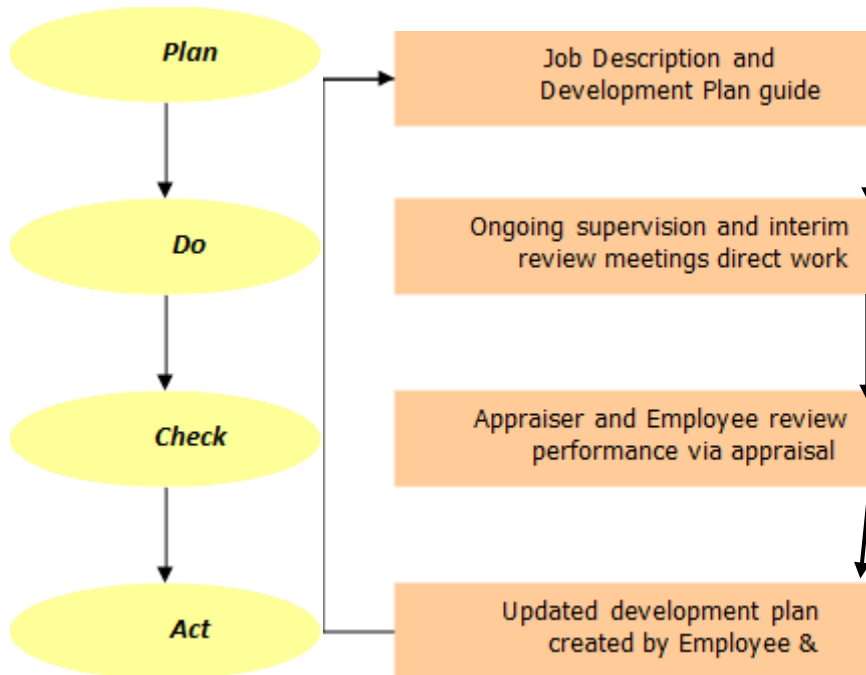 Plan
Job Description and
Development Plan guide
Do
Ongoing supervision and interim
review meetings direct work
Check
Appraiser and Employee review
performance via appraisal
Act
Updated development plan
created by Employee &